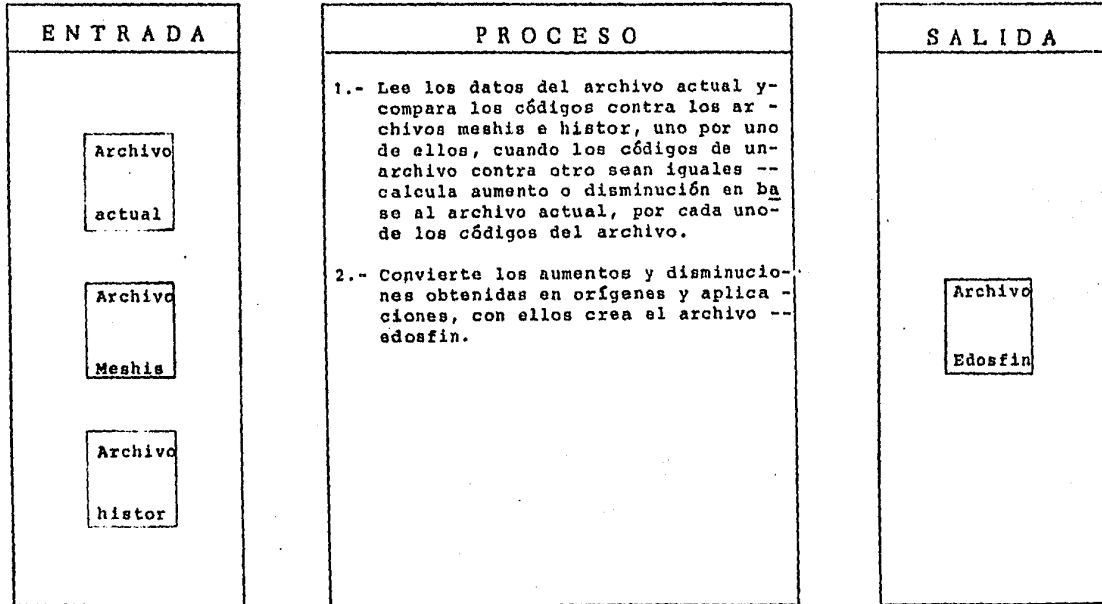 E N T R A D A
Archivo
actual
Archivo
Meshis
Archivo
histor
P R O C E S O
1.- Lee los datos del archivo actual y-
compara los códigos contra los ar -
chivos meshis e histor, uno por uno
de ellos, cuando los códigos de un-
archivo contra otro sean iguales --
calcula aumento o disminución en ba
se al archivo actual, por cada uno-
de los códigos del archivo.
2.- Convierte los aumentos y disminucio-
nes obtenidas en orígenes y aplica -
ciones, con ellos crea el archivo --
edosfin.
S A L I D A
Archivo
Edosfin